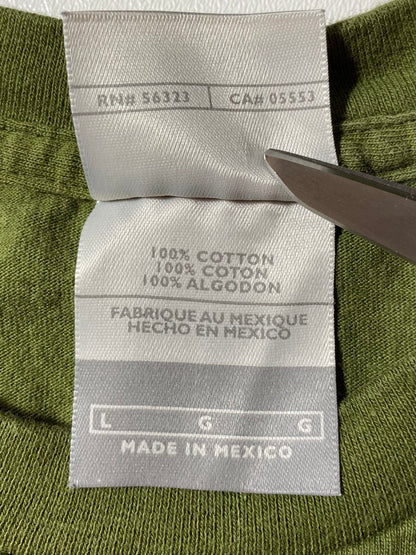 RN# 56323 CA# 05553
100% COTTON
100% COTON
100% ALGODON
FABRIQUE AU MEXIQUE
HECHO EN MEXICO
L G G
MADE IN MEXICO